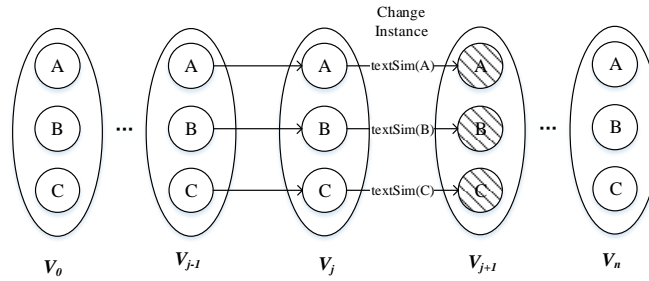 Change
Instance
A A A textSim(A) A A
B ... B B textSim(B) B ... B
C C C textSim(C) C C
V0 Vj-1 Vj Vj+1 Vn